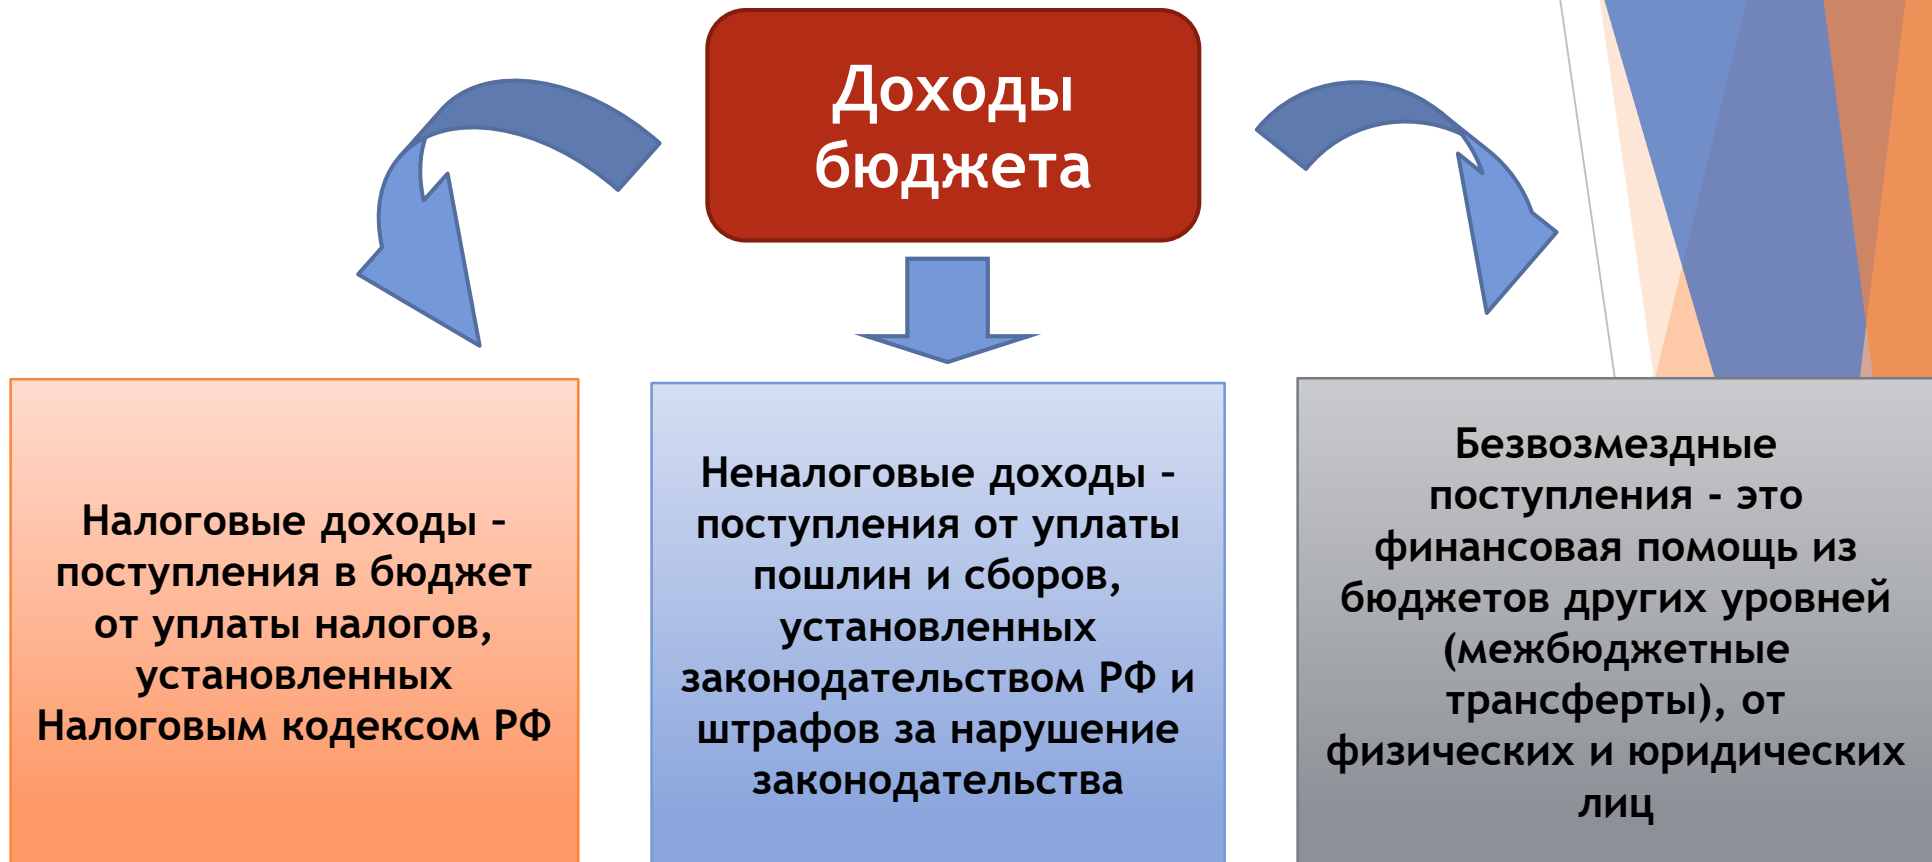 Доходы
бюджета
Налоговые доходы -
поступления в бюджет
от уплаты налогов,
установленных
Налоговым кодексом РФ
Неналоговые доходы -
поступления от уплаты
пошлин и сборов,
установленных
законодательством РФ и
штрафов за нарушение
законодательства
Безвозмездные
поступления - это
финансовая помощь из
бюджетов других уровней
(межбюджетные
трансферты), от
физических и юридических
лиц